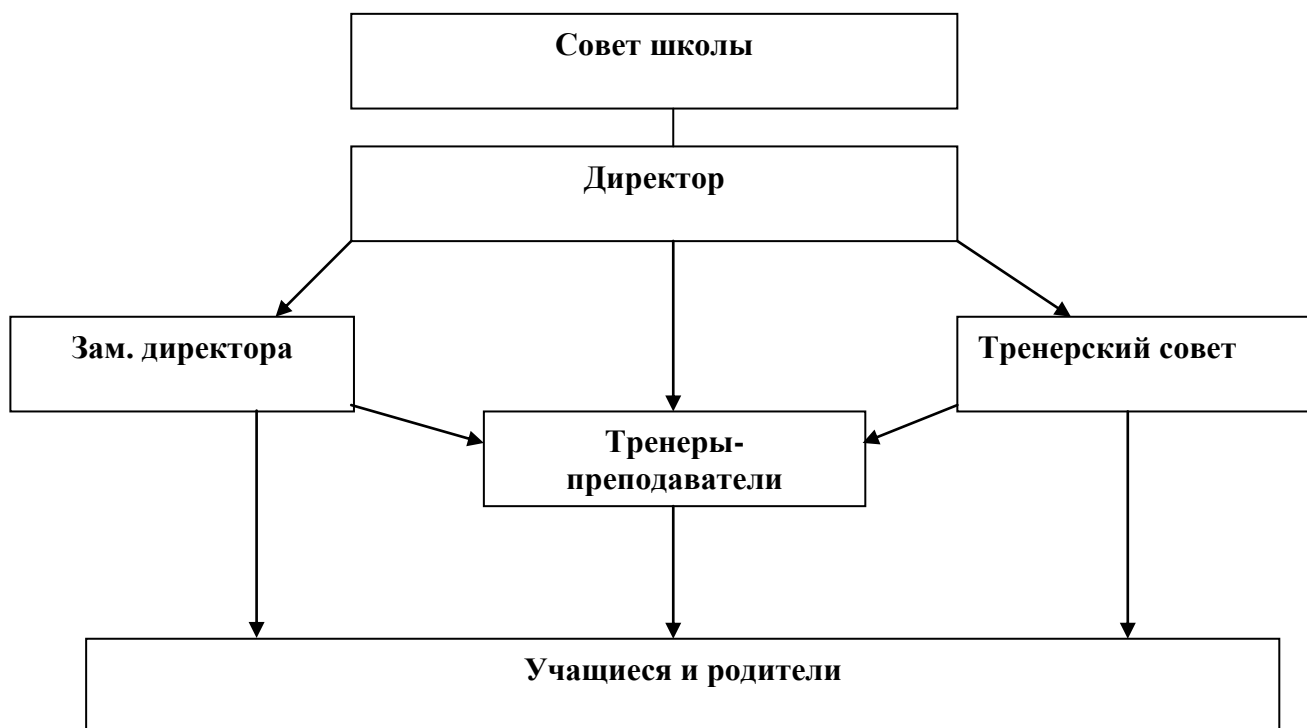 Совет школы
Директор
Зам. директора
Тренерский совет
Тренеры-
преподаватели
Учащиеся и родители